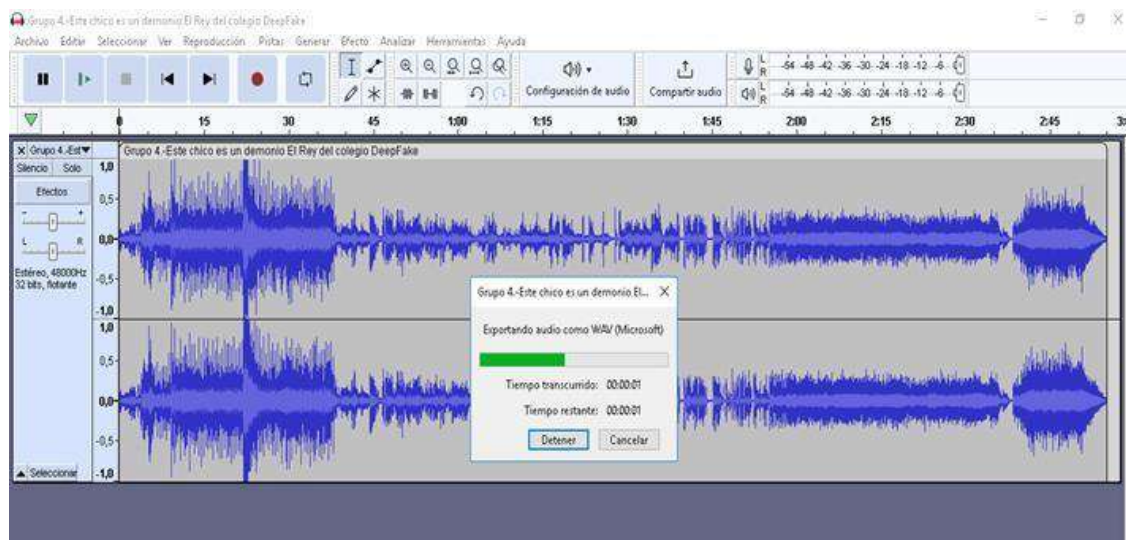 Grupo 4.-Este chico es un demonio El Rey del colegio DeepFake
Archivo Editar Seleccionar Ver Reproducción Pistas Generar Efecto Analizar Herramientas Ayuda
Configuración de audio Compartir audio
L R -54 -48 -42 -36 -30 -24 -18 -12 -6
L R -54 -48 -42 -36 -30 -24 -18 -12 -6
0 15 30 45 1:00 1:15 1:30 1:45 2:00 2:15 2:30 2:45
X Grupo 4.-Est
Grupo 4.-Este chico es un demonio El Rey del colegio DeepFake
Silencio Solo
Efectos
- +
L R
Estéreo, 48000Hz
32 bits, flotante
Seleccionar
1,0
0,5
0,0
-0,5
-1,0
1,0
0,5
0,0
-0,5
-1,0
Grupo 4.-Este chico es un demonio El... X
Exportando audio como WAV (Microsoft)
Tiempo transcurrido: 00:00:01
Tiempo restante: 00:00:01
Detener Cancelar